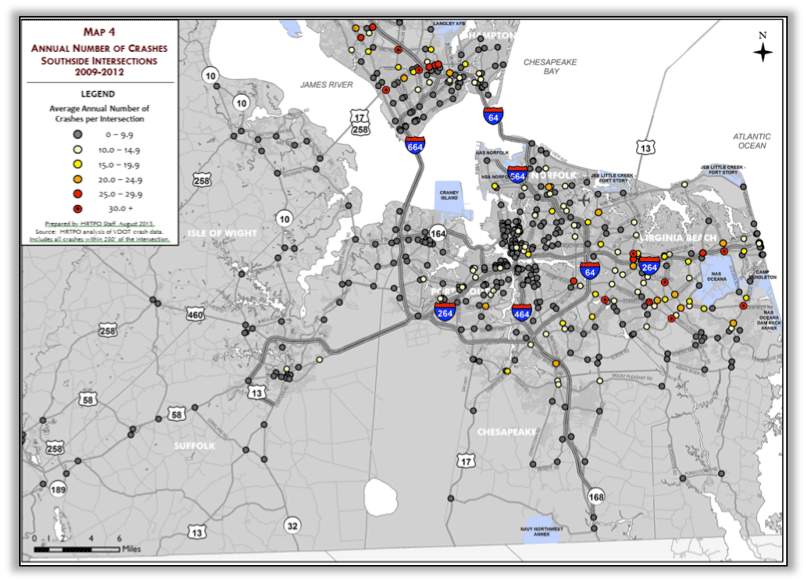 MAP 4
ANNUAL NUMBER OF CRASHES
SOUTHSIDE INTERSECTIONS
2009-2012
LEGEND
Average Annual Number of
Crashes per Intersection
0 – 9.9
10.0 – 14.9
15.0 – 19.9
20.0 – 24.9
25.0 – 29.9
30.0 +
Prepared by HRTPO Staff, August 2013.
Source: HRTPO analysis of VDOT crash data.
Includes all crashes within 250' of the intersection.
LANGLEY AFB
HAMPTON
N
CHESAPEAKE
BAY
JAMES RIVER
10
10
17
258
64
664
13
ATLANTIC
OCEAN
NAS NORFOLK
564
NORFOLK
JEB LITTLE CREEK -
FORT STORY
JEB LITTLE CREEK -
FORT STORY
258
CRANEY
ISLAND
10
164
ISLE OF WIGHT
VIRGINIA BEACH
64
264
NAS
OCEANA
CAMP
PENDLETON
460
264
464
NAS
OCEANA
DAM NECK
ANNEX
258
13
58
58
SUFFOLK
CHESAPEAKE
258
17
189
168
13
32
NAVY NORTHWEST
ANNEX
0 1 2 4 6
Miles